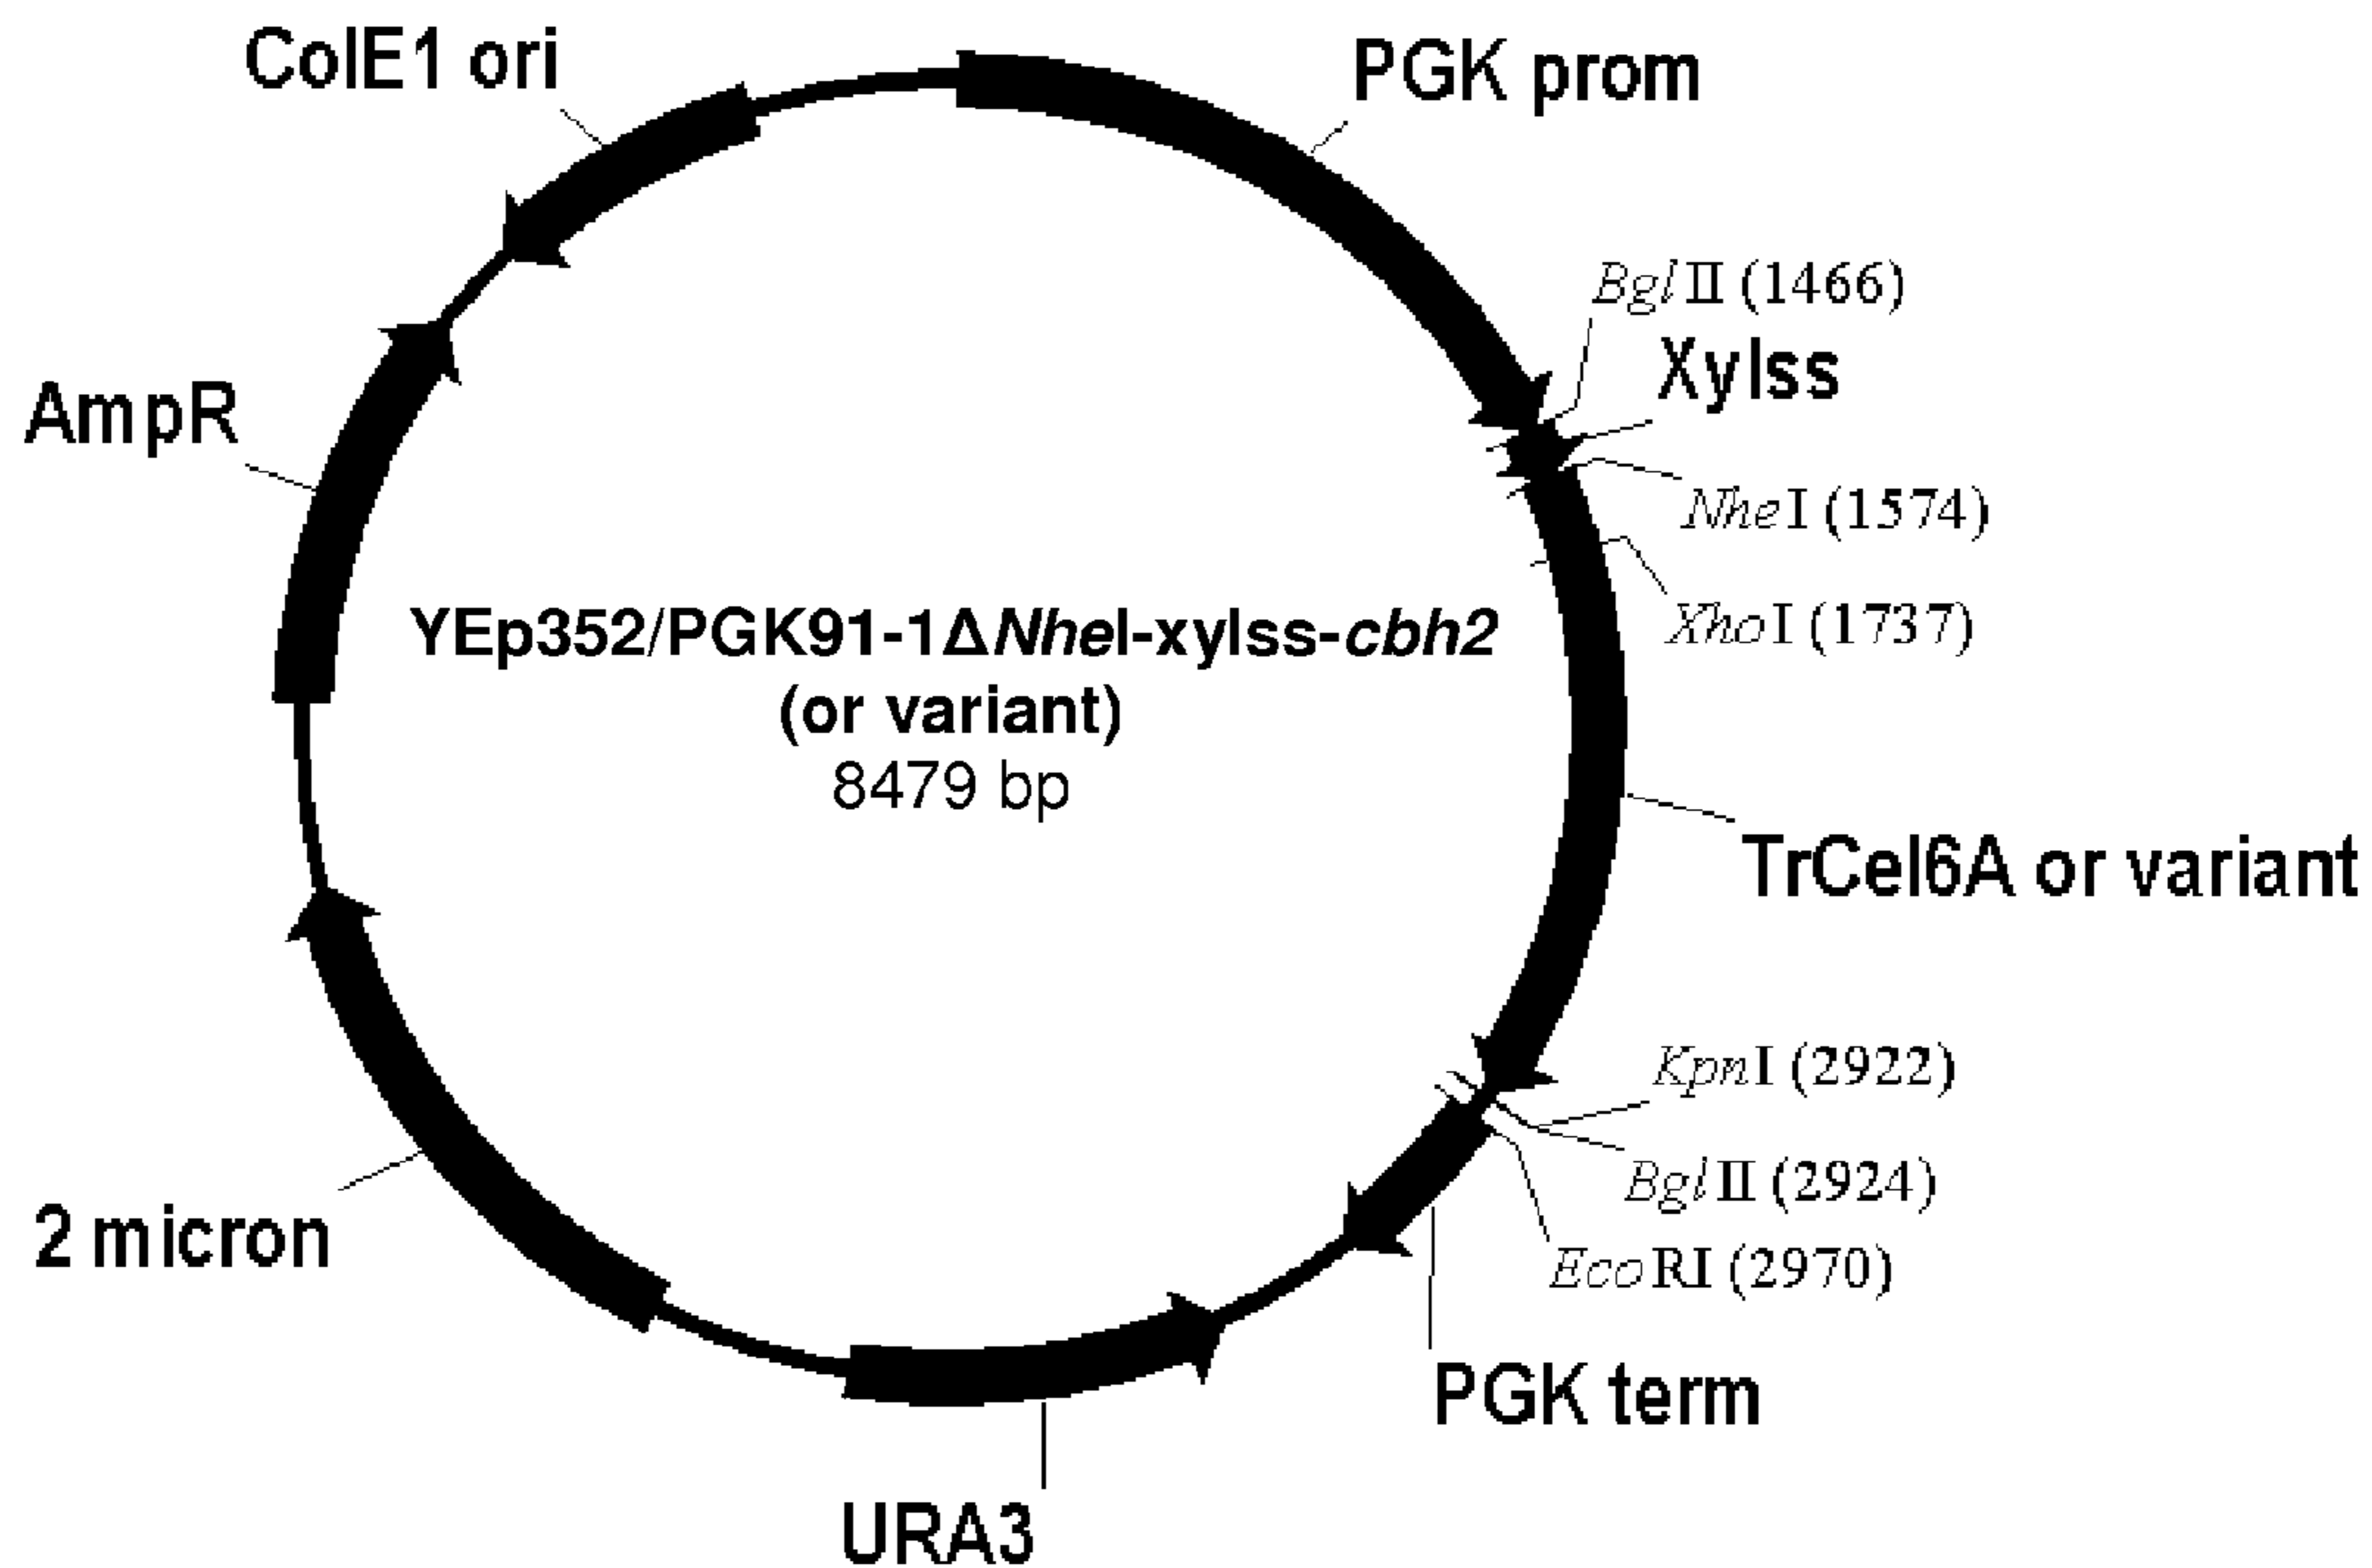 ColE1 ori
PGK prom
BglII (1466)
Xylss
AmpR
NheI (1574)
XhoI (1737)
YEp352/PGK91-1ΔNheI-xylss-cbh2
(or variant)
8479 bp
TrCel6A or variant
KpnI (2922)
BglII (2924)
2 micron
EcoRI (2970)
PGK term
URA3